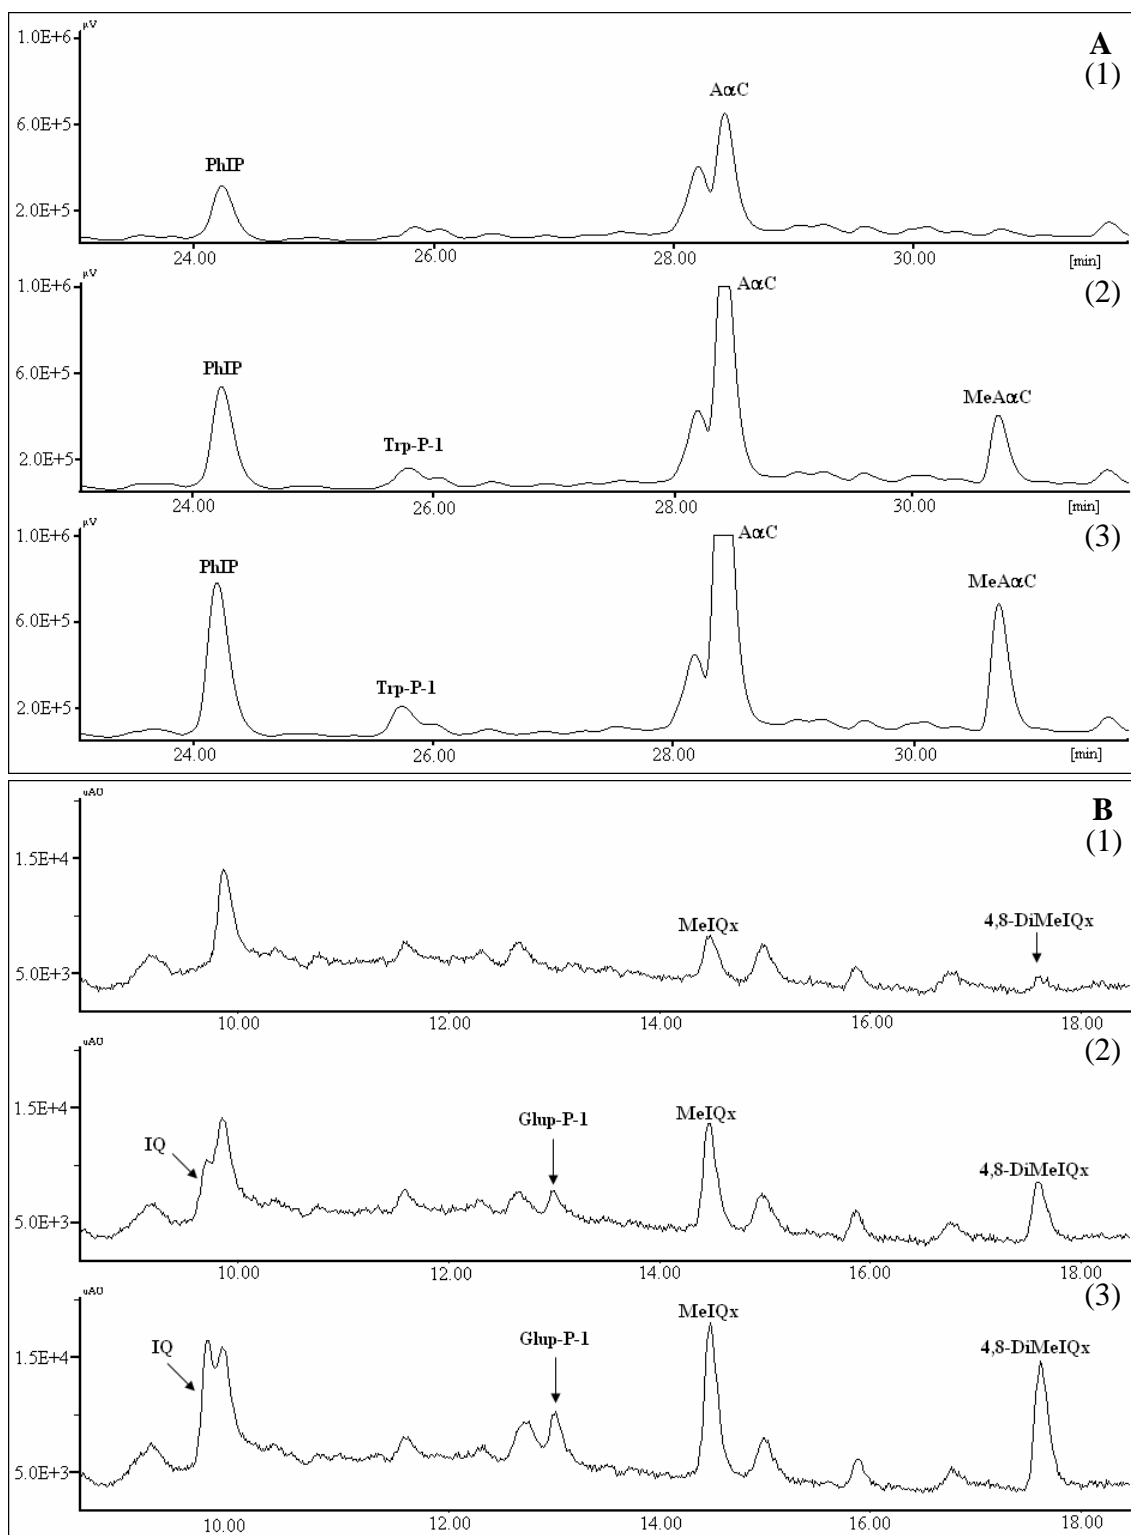 µV
A
1.0E+6
(1)
AαC
6.0E+5
PhIP
2.0E+5
24.00 26.00 28.00 30.00 [min]
µV
1.0E+6
AαC
(2)
PhIP
6.0E+5
MeAαC
Trp-P-1
2.0E+5
24.00 26.00 28.00 30.00 [min]
µV
1.0E+6
AαC
(3)
PhIP
MeAαC
6.0E+5
Trp-P-1
2.0E+5
24.00 26.00 28.00 30.00 [min]
B
(1)
1.5E+4
MeIQx
4,8-DiMeIQx
5.0E+3
10.00 12.00 14.00 16.00 18.00
(2)
1.5E+4
Glup-P-1
MeIQx
IQ
4,8-DiMeIQx
5.0E+3
10.00 12.00 14.00 16.00 18.00
(3)
MeIQx
Glup-P-1
IQ
4,8-DiMeIQx
1.5E+4
5.0E+3
10.00 12.00 14.00 16.00 18.00